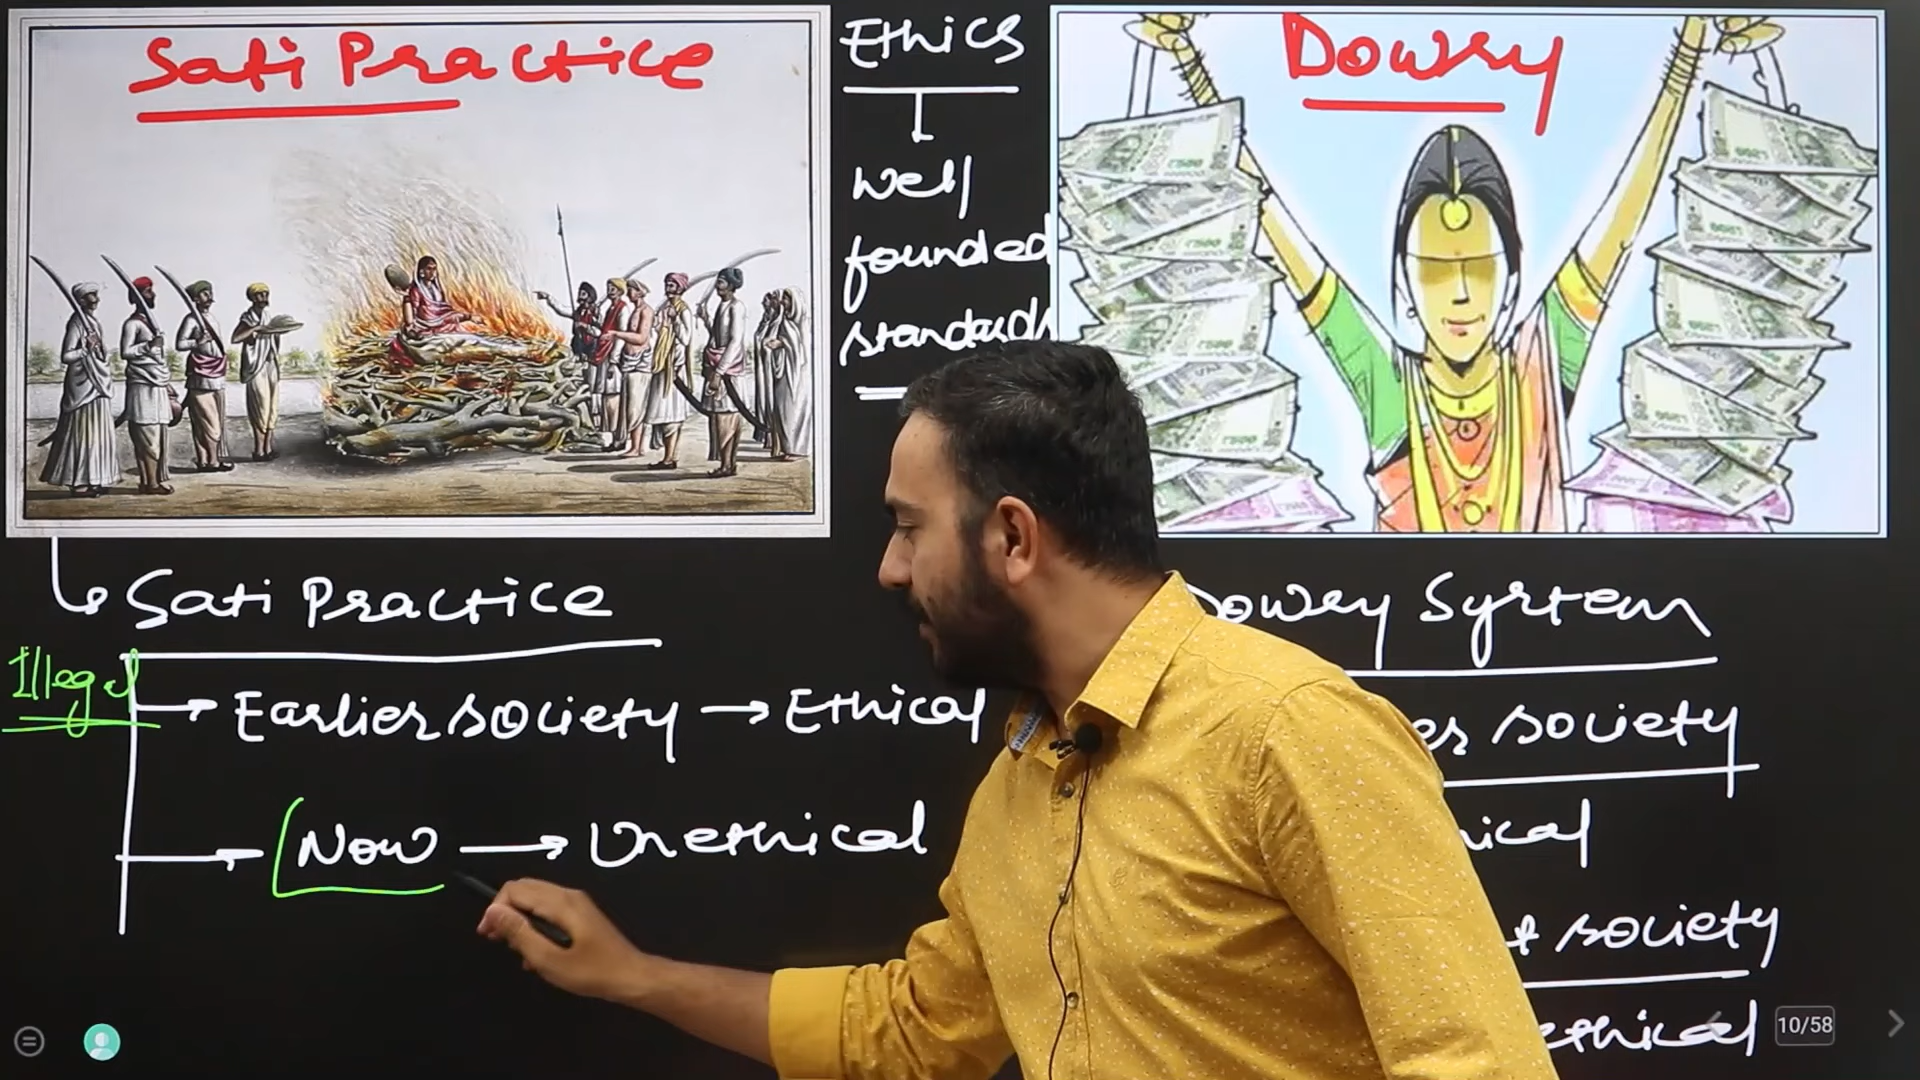 Sati Practice
Ethics
Well
founded
standards
Dowry
Sati Practice
Illegal
Earlier society → Ethical
Now → Unethical
Dowry System
society
society
10/58